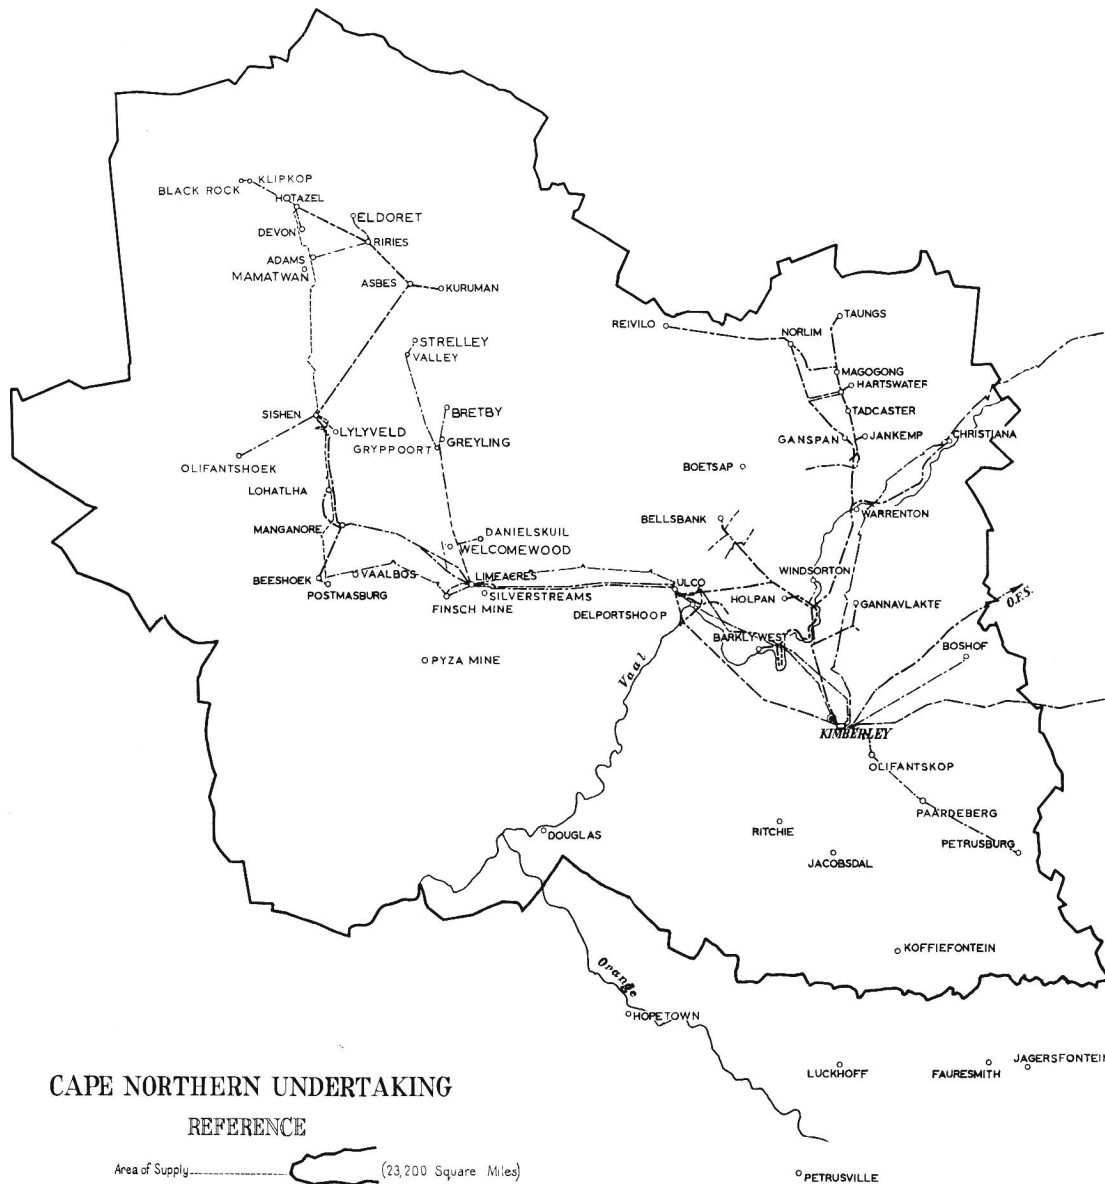 BLACK ROCK
KLIPKOP
HOTAZEL
ELDORET
DEVON
RIRIES
ADAMS
MAMATWAN
ASBES
KURUMAN
TAUNGS
REIVILO
NORLIM
STRELLEY
VALLEY
MAGOGONG
HARTSWATEF
SISHEN
BRETBY
TADCASTER
LYLYVELD
GREYLING
GRYPPOORT
GANSPAN
JANKEMP
CHRISTIANA
OLIFANTSHOEK
BOETSAP
LOHATLHA
MANGANORE
BELLSBANK
WARRENTON
DANIELSKUIL
WELCOMEWOOD
BEESHOEK
VAALBOS
LIMEACRES
ULCO
WINDSORTON
POSTMASBURG
FINSCH MINE
SILVERSTREAMS
HOLPAN
GANNAVLAKTE
O.F.S.
DELPORTSHOOP
BARKLY WEST
BOSHOF
PYZA MINE
Vaal
KIMBERLEY
OLIFANTSKOP
PAARDEBERG
DOUGLAS
RITCHIE
PETRUSBURG
JACOBSDAL
KOFFIEFONTEIN
Orange
HOPETOWN
LUCKHOFF
FAURESMITH
JAGERSFONTEIN
CAPE NORTHERN UNDERTAKING
REFERENCE
Area of Supply (23,200 Square Miles)
PETRUSVILLE